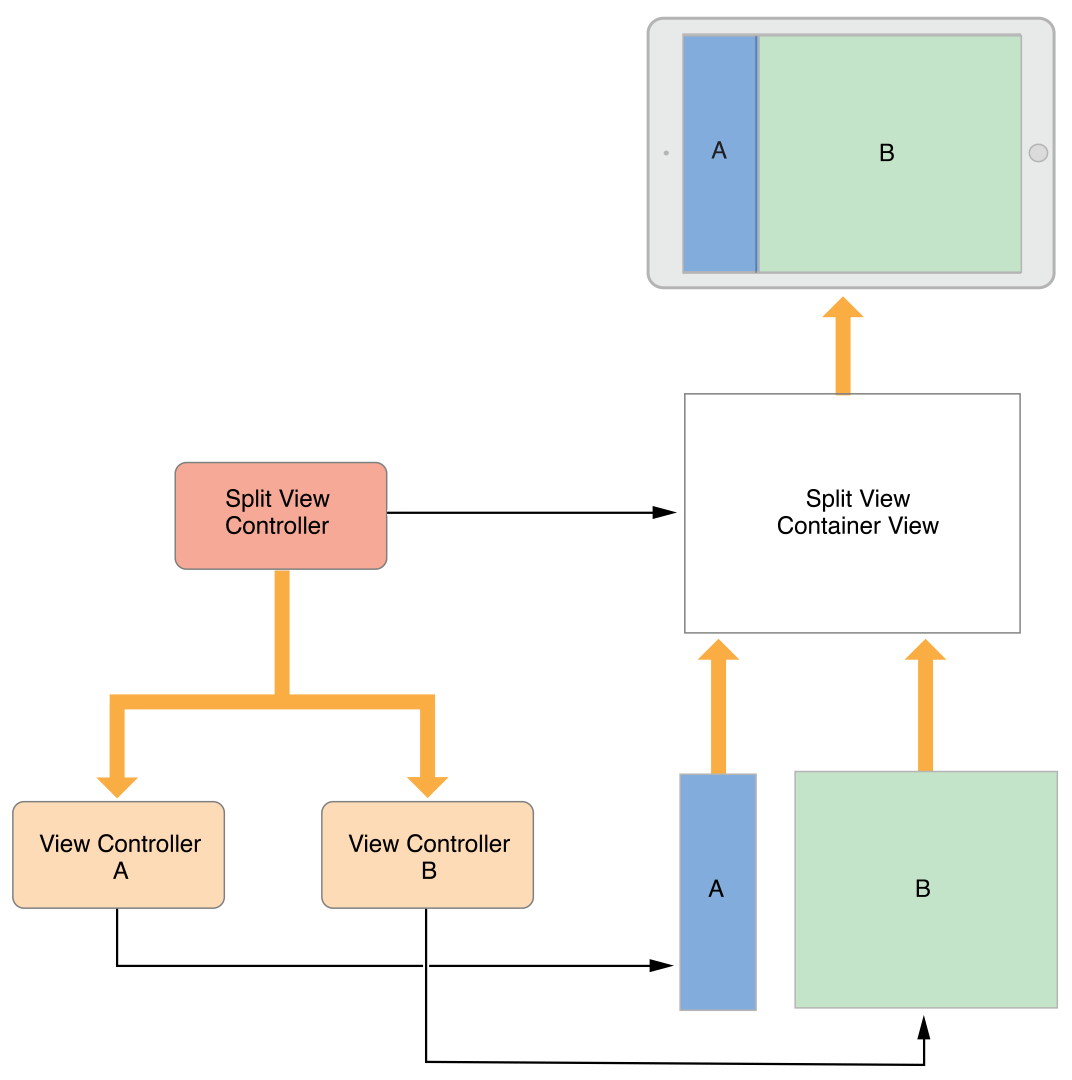 A
B
Split View
Controller
Split View
Container View
View Controller
A
View Controller
B
A
B